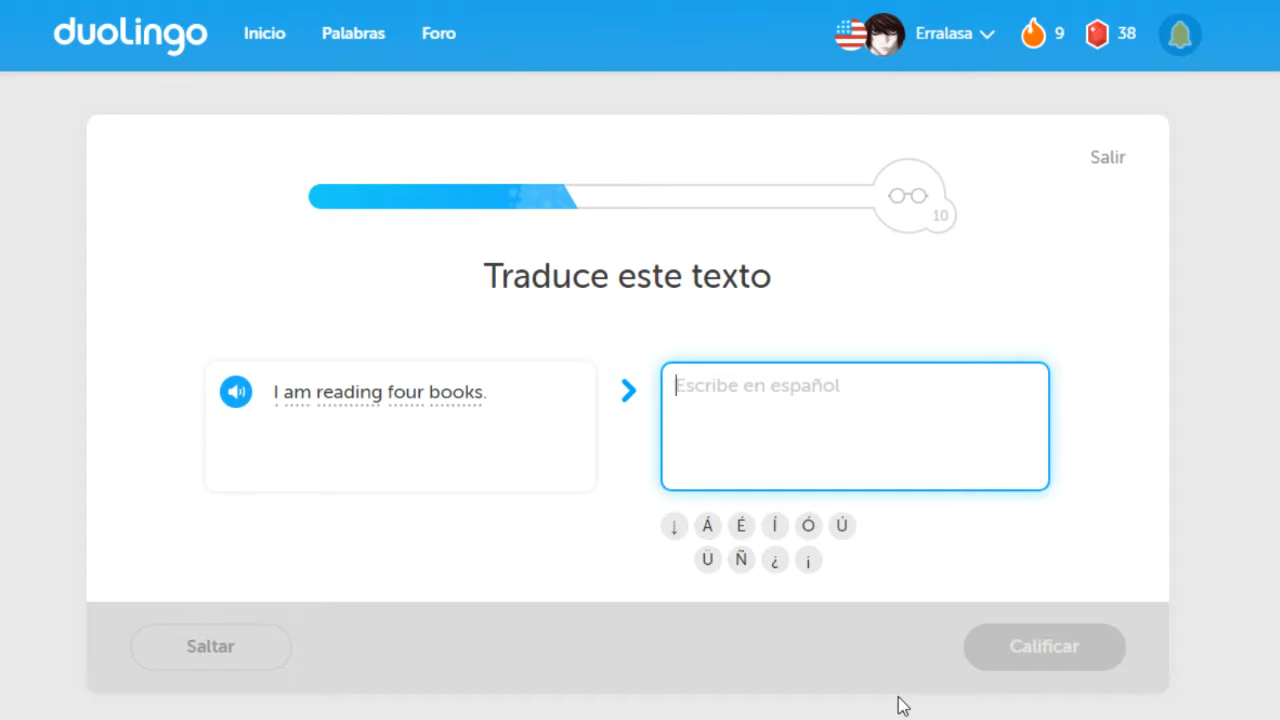 duolingo Inicio Palabras Foro Erralasa 9 38
Salir
10
Traduce este texto
I am reading four books.
Escribe en español
↓ Á É Í Ó Ú
Ü Ñ ¿ ¡
Saltar Calificar